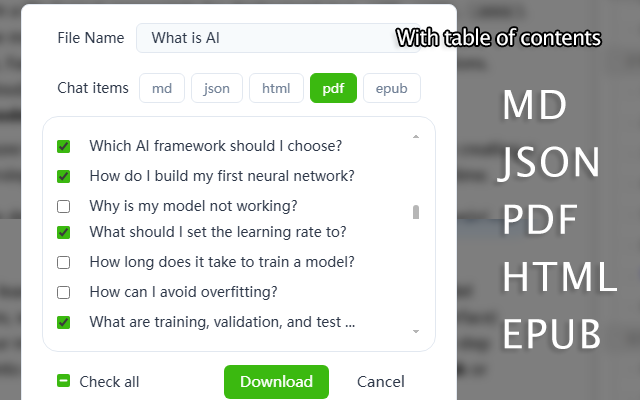 File Name What is AI
With table of contents
Chat items md json html pdf epub
Which AI framework should I choose?
How do I build my first neural network?
Why is my model not working?
What should I set the learning rate to?
How long does it take to train a model?
How can I avoid overfitting?
What are training, validation, and test ...
Check all Download Cancel
MD
JSON
PDF
HTML
EPUB